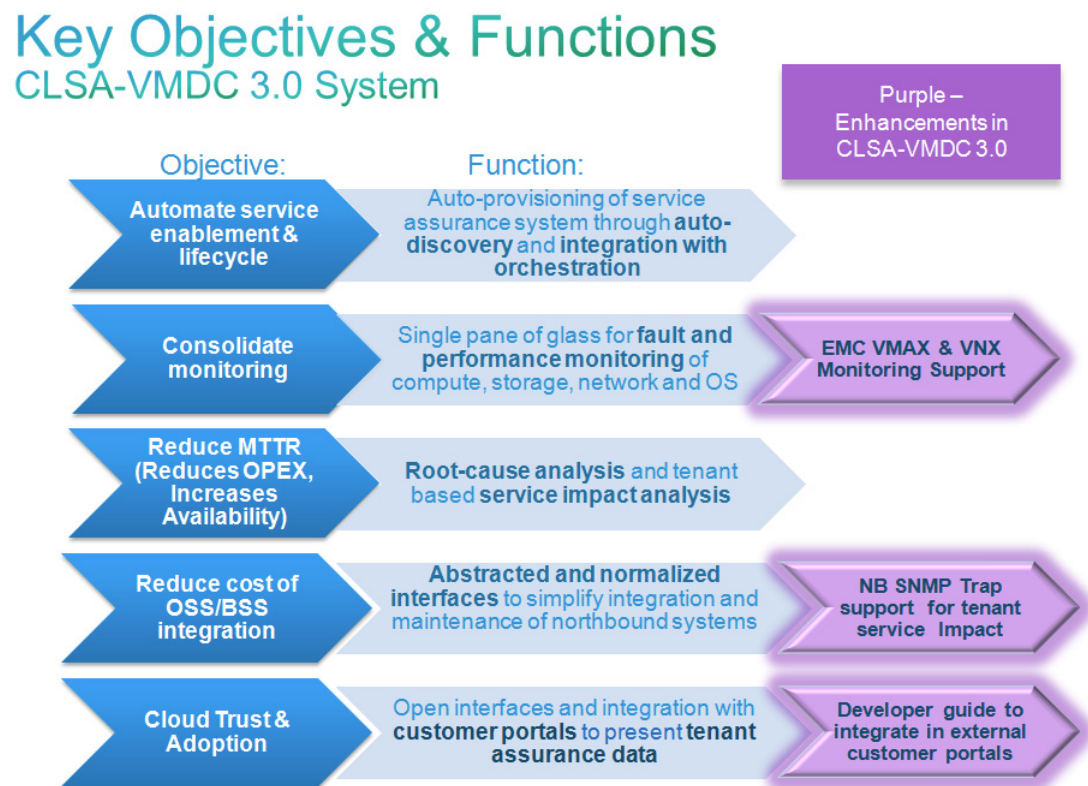 Key Objectives & Functions
CLSA-VMDC 3.0 System
Purple –
Enhancements in
CLSA-VMDC 3.0
Objective:
Function:
Automate service
enablement &
lifecycle
Auto-provisioning of service
assurance system through auto-
discovery and integration with
orchestration
Consolidate
monitoring
Single pane of glass for fault and
performance monitoring of
compute, storage, network and OS
EMC VMAX & VNX
Monitoring Support
Reduce MTTR
(Reduces OPEX,
Increases
Availability)
Root-cause analysis and tenant
based service impact analysis
Reduce cost of
OSS/BSS
integration
Abstracted and normalized
interfaces to simplify integration and
maintenance of northbound systems
NB SNMP Trap
support for tenant
service Impact
Cloud Trust &
Adoption
Open interfaces and integration with
customer portals to present tenant
assurance data
Developer guide to
integrate in external
customer portals